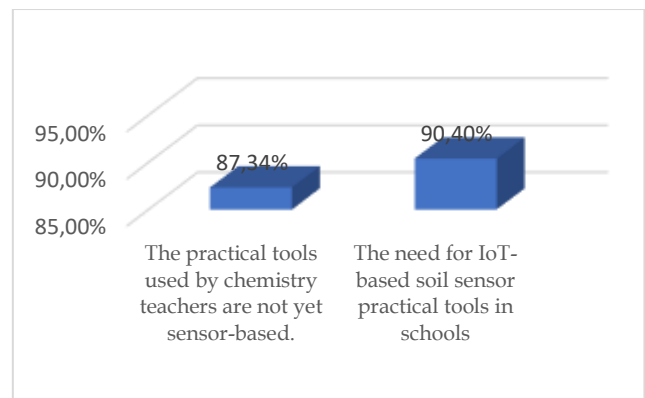 95,00%
90,00%
85,00%
87,34%
90,40%
The practical tools
used by chemistry
teachers are not yet
sensor-based.
The need for IoT-
based soil sensor
practical tools in
schools